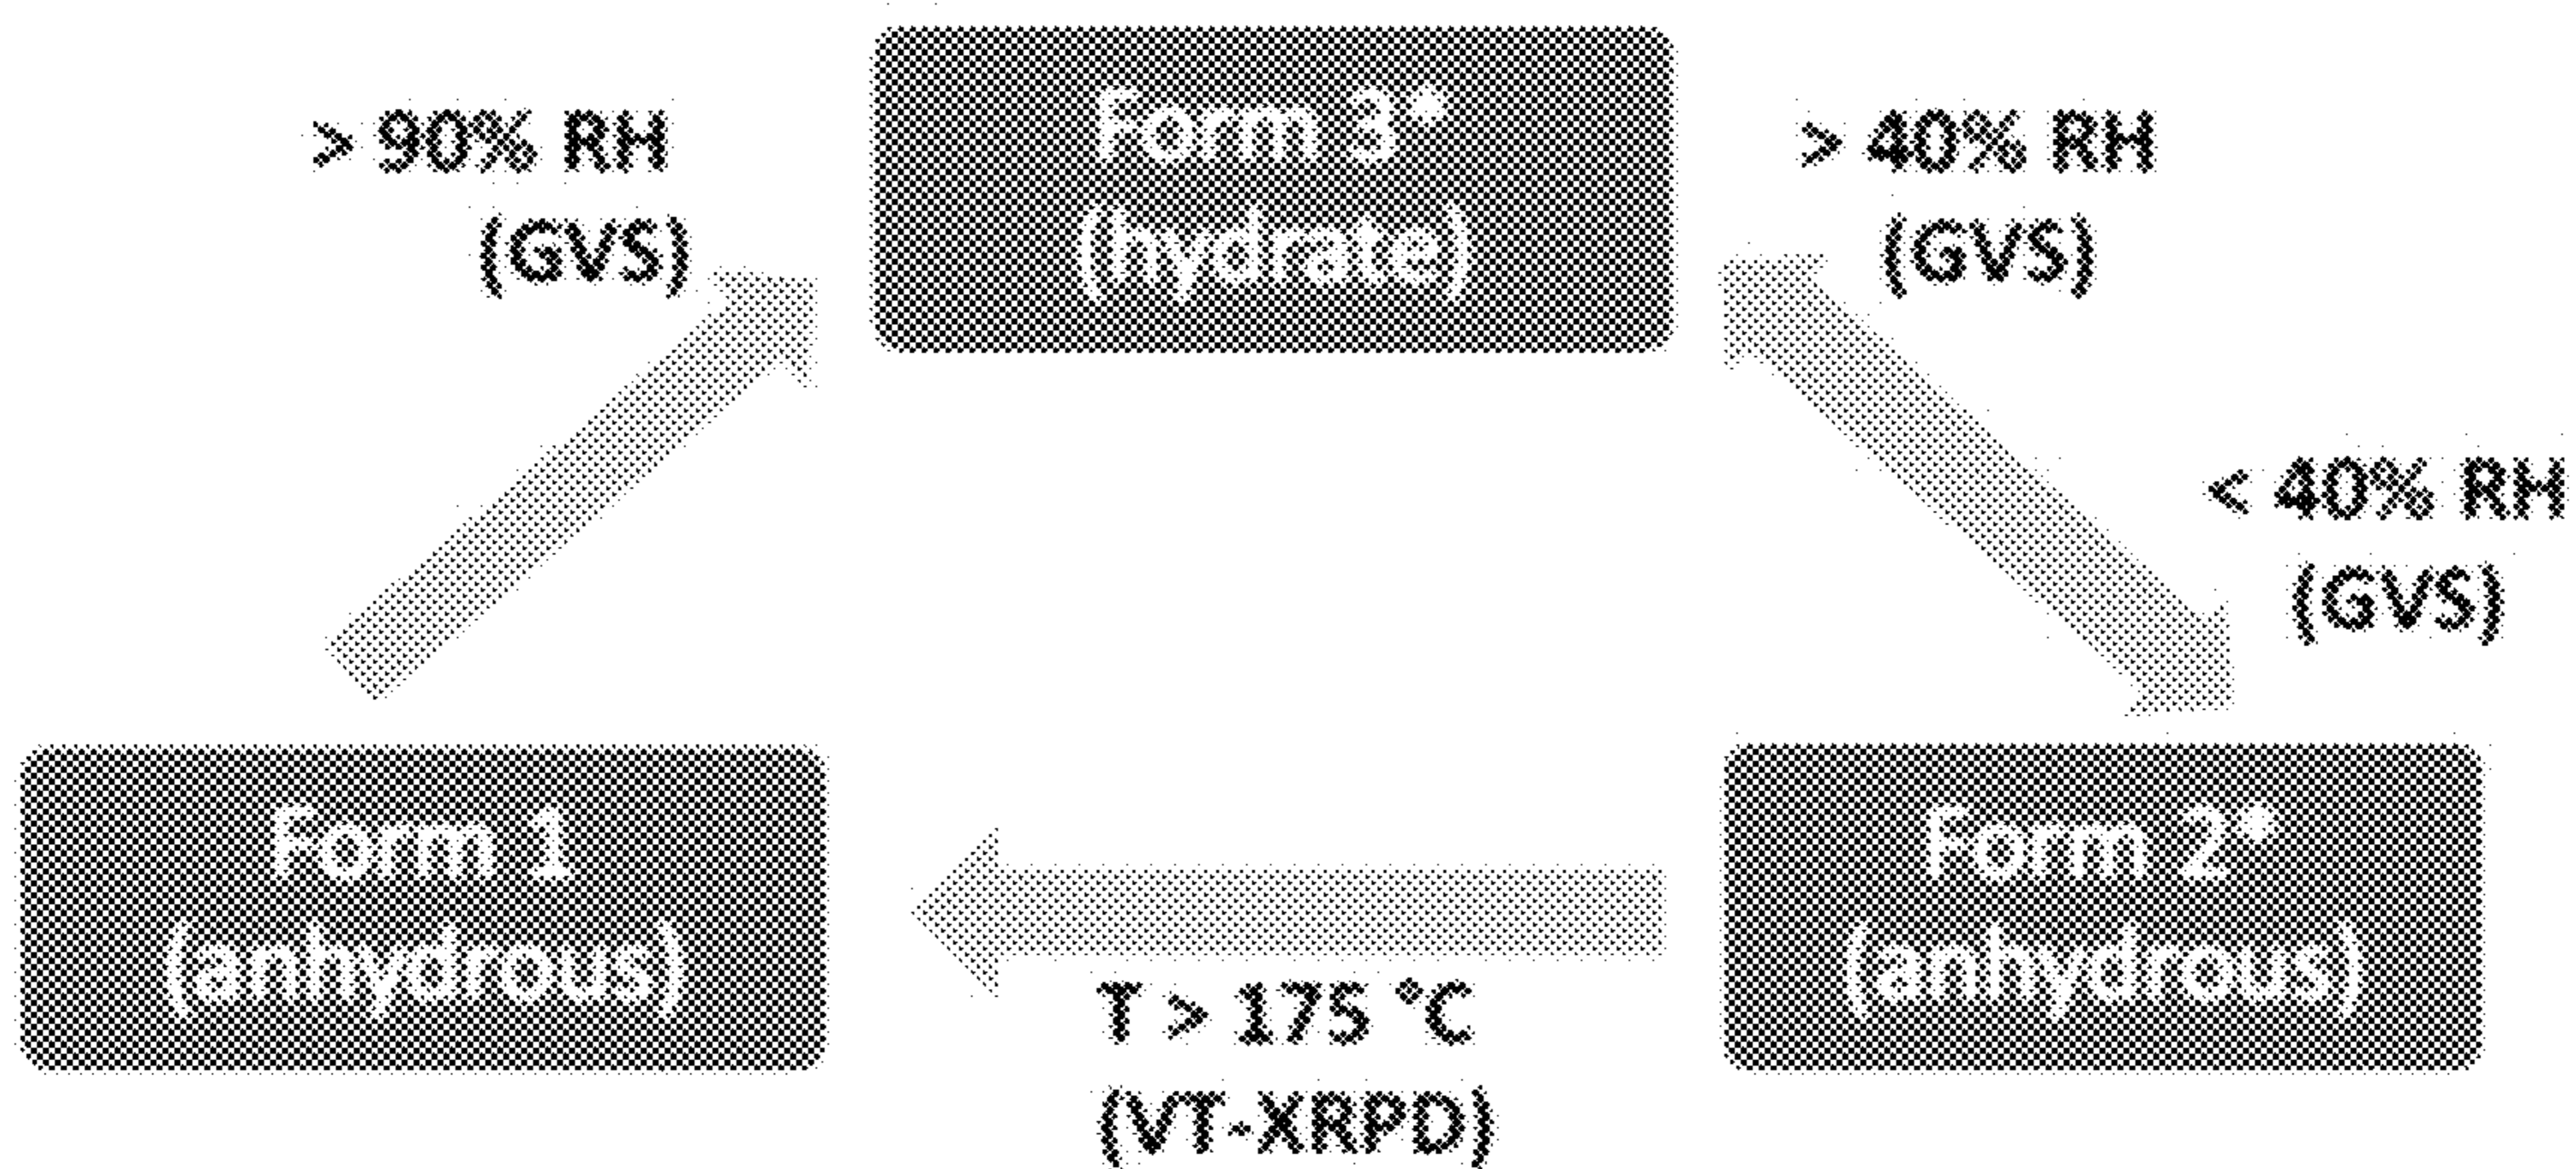 Form 3*
(hydrate)
> 90% RH
(GVS)
> 40% RH
(GVS)
< 40% RH
(GVS)
Form 1
(anhydrous)
Form 2*
(anhydrous)
T > 175 °C
(VT-XRPD)